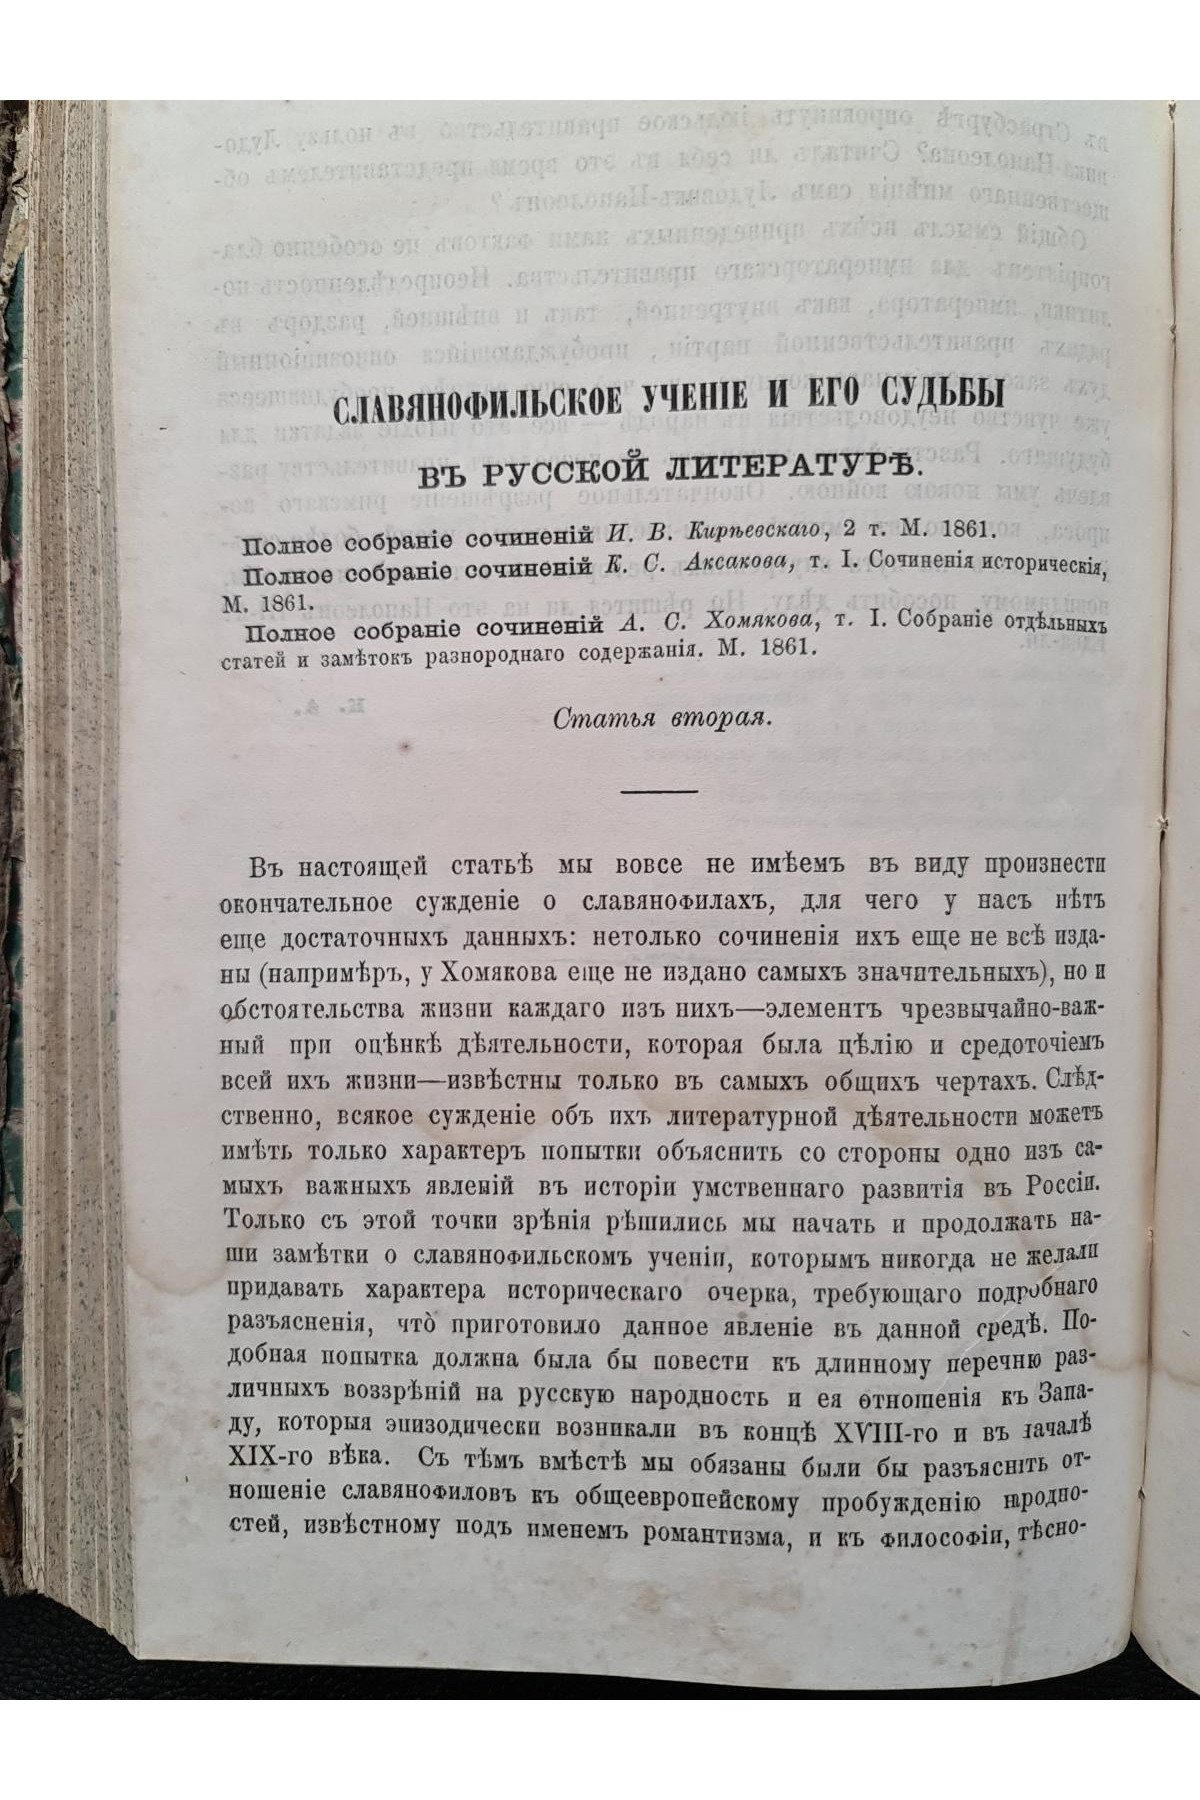 СЛАВЯНОФИЛЬСКОЕ УЧЕНІЕ И ЕГО СУДЬБЫ
ВЪ РУССКОЙ ЛИТЕРАТУРѢ.
Полное собраніе сочиненій И. В. Кирѣевскаго, 2 т. М. 1861.
Полное собраніе сочиненій К. С. Аксакова, т. I. Сочиненія историческія,
М. 1861.
Полное собраніе сочиненій А. С. Хомякова, т. I. Собраніе отдѣльныхъ
статей и замѣтокъ разнороднаго содержанія. М. 1861.
Статья вторая.
Въ настоящей статьѣ мы вовсе не имѣемъ въ виду произнести
окончательное сужденіе о славянофилахъ, для чего у насъ нѣтъ
еще достаточныхъ данныхъ: нетолько сочиненія ихъ еще не всѣ изда-
ны (напримѣръ, у Хомякова еще не издано самыхъ значительныхъ), но и
обстоятельства жизни каждаго изъ нихъ—элементъ чрезвычайно-важ-
ный при оцѣнкѣ дѣятельности, которая была цѣлію и средоточіемъ
всей ихъ жизни—извѣстны только въ самыхъ общихъ чертахъ. Слѣд-
ственно, всякое сужденіе объ ихъ литературной дѣятельности можетъ
имѣть только характеръ попытки объяснить со стороны одно изъ са-
мыхъ важныхъ явленій въ исторіи умственнаго развитія въ Россіи.
Только съ этой точки зрѣнія рѣшились мы начать и продолжать на-
ши замѣтки о славянофильскомъ ученіи, которымъ никогда не желали
придавать характера историческаго очерка, требующаго подробнаго
разъясненія, что̀ приготовило данное явленіе въ данной средѣ. По-
добная попытка должна была бы повести къ длинному перечню раз-
личныхъ воззрѣній на русскую народность и ея отношенія къ Запа-
ду, которыя эпизодически возникали въ концѣ XVIII-го и въ началѣ
XIX-го вѣка. Съ тѣмъ вмѣстѣ мы обязаны были бы разъяснить от-
ношеніе славянофиловъ къ общеевропейскому пробужденію народно-
стей, извѣстному подъ именемъ романтизма, и къ философіи, тѣсно-